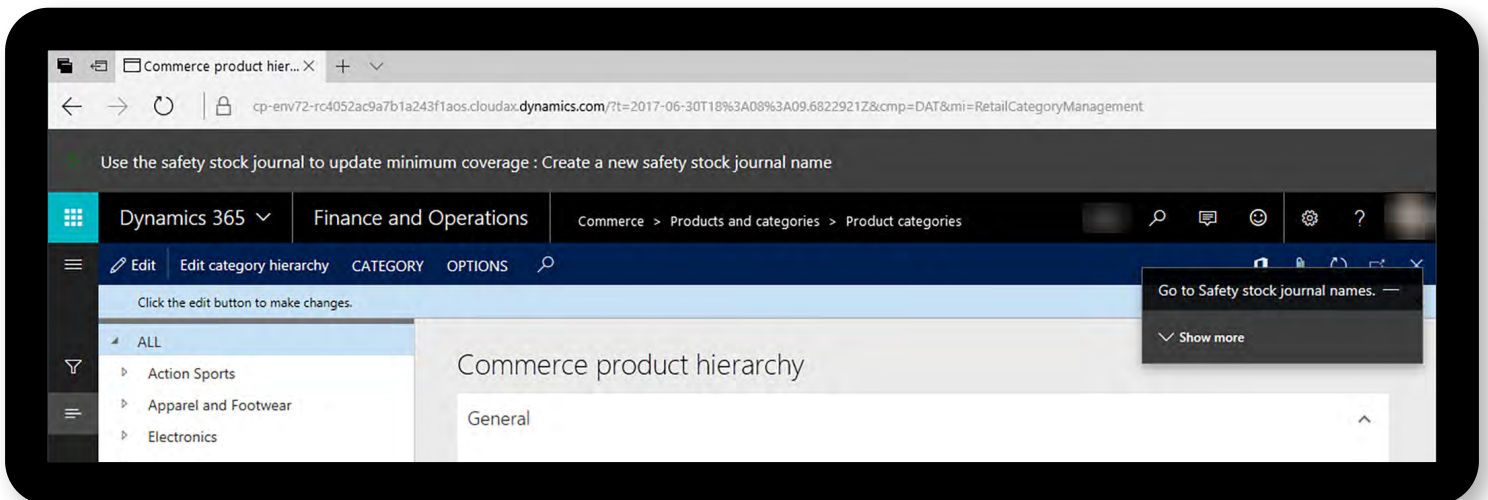 Commerce product hier...
cp-env72-rc4052ac9a7b1a243f1aos.cloudax.dynamics.com/?t=2017-06-30T18%3A08%3A09.6822921Z&cmp=DAT&mi=RetailCategoryManagement
Use the safety stock journal to update minimum coverage : Create a new safety stock journal name
Dynamics 365 Finance and Operations Commerce > Products and categories > Product categories ?
Edit Edit category hierarchy CATEGORY OPTIONS
Click the edit button to make changes.
Go to Safety stock journal names.
Show more
ALL
Action Sports
Apparel and Footwear
Electronics
Commerce product hierarchy
General